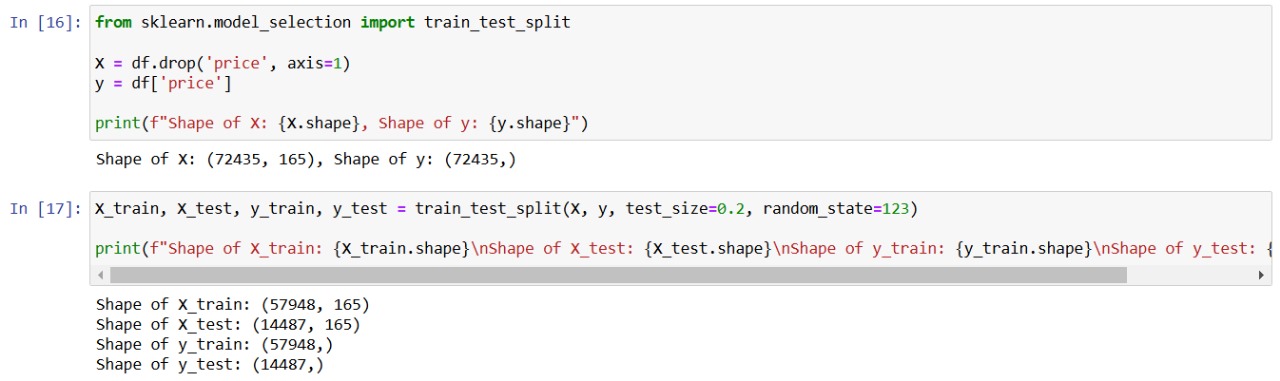 In [16]: from sklearn.model_selection import train_test_split
X = df.drop('price', axis=1)
y = df['price']
print(f"Shape of X: {X.shape}, Shape of y: {y.shape}")
Shape of X: (72435, 165), Shape of y: (72435,)
In [17]: X_train, X_test, y_train, y_test = train_test_split(X, y, test_size=0.2, random_state=123)
print(f"Shape of X_train: {X_train.shape}\nShape of X_test: {X_test.shape}\nShape of y_train: {y_train.shape}\nShape of y_test: {
Shape of X_train: (57948, 165)
Shape of X_test: (14487, 165)
Shape of y_train: (57948,)
Shape of y_test: (14487,)